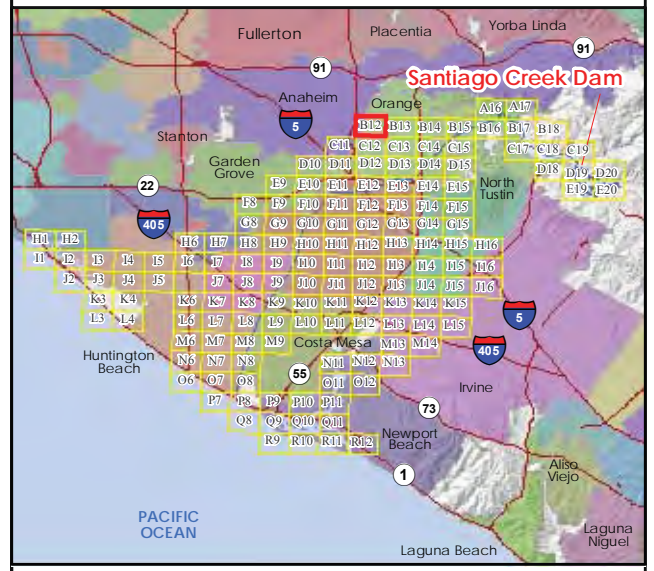 Fullerton
Placentia
Yorba Linda
91
91
Santiago Creek Dam
Anaheim
Orange
5
A16 A17
B12 B13 B14 B15 B16 B17 B18
Stanton
C11 C12 C13 C14 C15 C17 C18 C19
Garden
Grove
D10 D11 D12 D13 D14 D15 D18 D19 D20
North
Tustin
22
E9 E10 E11 E12 E13 E14 E15 E19 E20
F8 F9 F10 F11 F12 F13 F14 F15
405
G8 G9 G10 G11 G12 G13 G14 G15
H1 H2 H6 H7 H8 H9 H10 H11 H12 H13 H14 H15 H16
I1 I2 I3 I4 I5 I6 I7 I8 I9 I10 I11 I12 I13 I14 I15 I16
J2 J3 J4 J5 J7 J8 J9 J10 J11 J12 J13 J14 J15 J16
K3 K4 K6 K7 K8 K9 K10 K11 K12 K13 K14 K15
5
L3 L4 L6 L7 L8 L9 L10 L11 L12 L13 L14 L15
M6 M7 M8 M9 Costa Mesa M13 M14
405
Huntington
Beach
N6 N7 N8 N11 N12 N13
55
O6 O7 O8 O11 O12
Irvine
P7 P8 P9 P10 P11
73
Q8 Q9 Q10 Q11
Newport
Beach
R9 R10 R11 R12
1
Aliso
Viejo
PACIFIC
OCEAN
Laguna
Niguel
Laguna Beach